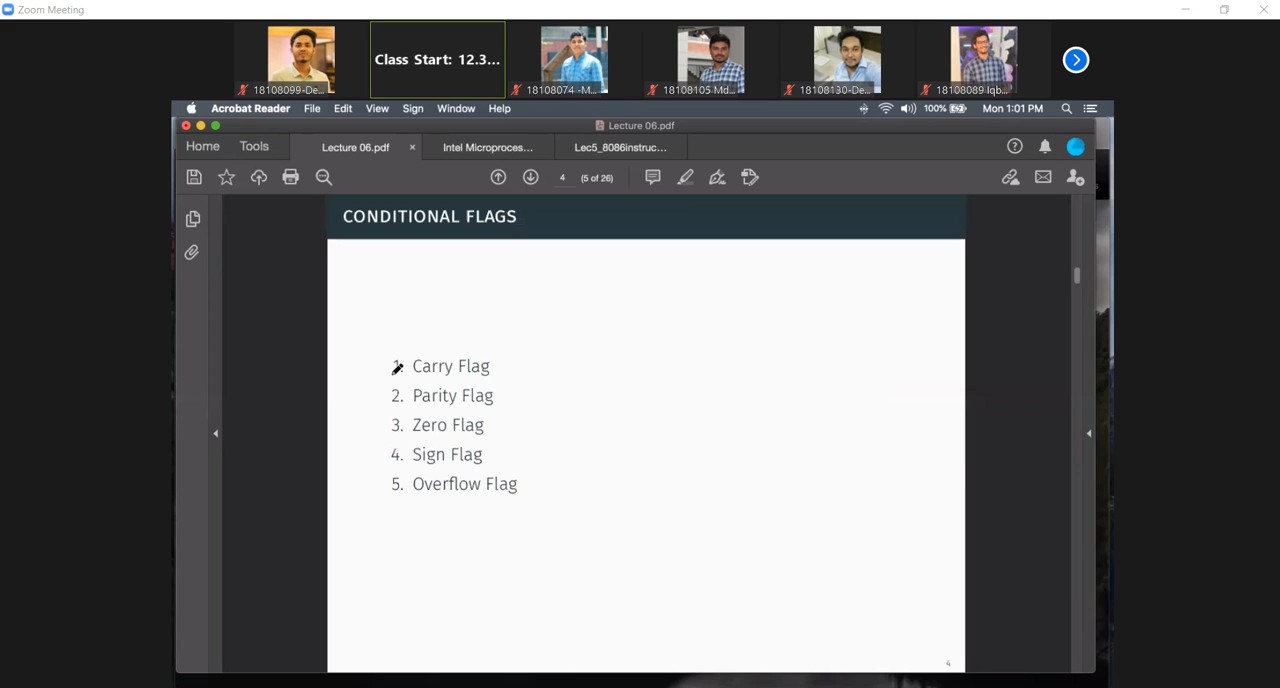 Zoom Meeting
Class Start: 12.3...
18108099-De...
18108074 -M...
18108105 Md...
18108130-De...
18108089 Iqb...
Acrobat Reader File Edit View Sign Window Help
100% Mon 1:01 PM
Lecture 06.pdf
Home Tools Lecture 06.pdf × Intel Microproces... Lec5_8086instruc...
4 (5 of 26)
CONDITIONAL FLAGS
Carry Flag
2. Parity Flag
3. Zero Flag
4. Sign Flag
5. Overflow Flag
4